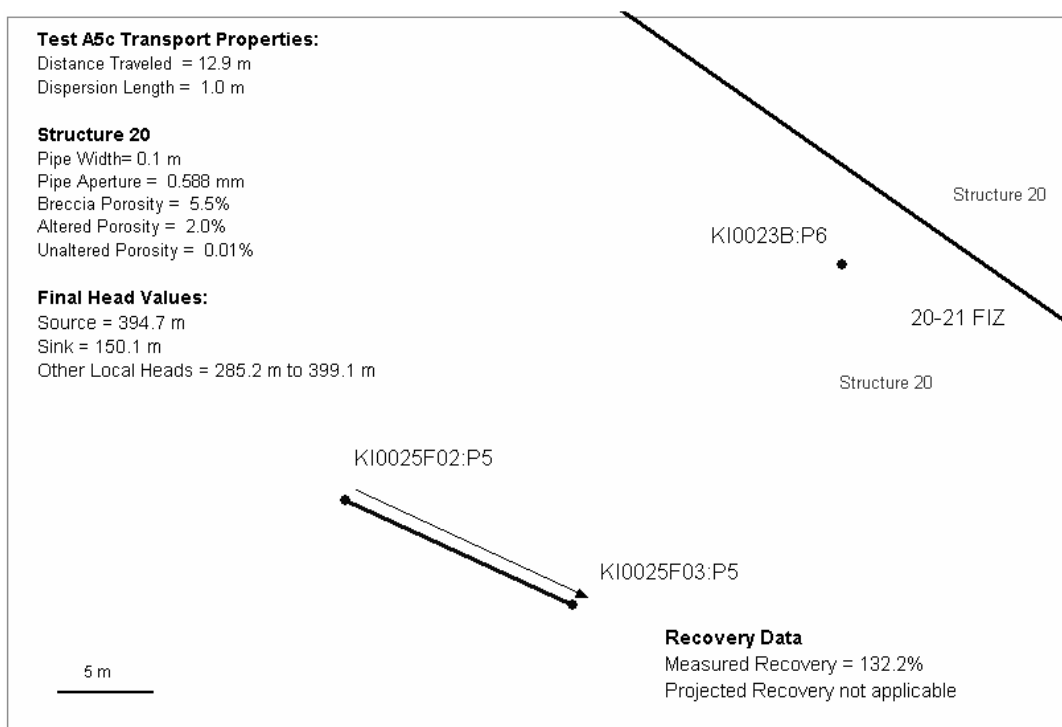 Test A5c Transport Properties:
Distance Traveled = 12.9 m
Dispersion Length = 1.0 m
Structure 20
Pipe Width= 0.1 m
Pipe Aperture = 0.588 mm
Breccia Porosity = 5.5%
Altered Porosity = 2.0%
Unaltered Porosity = 0.01%
Final Head Values:
Source = 394.7 m
Sink = 150.1 m
Other Local Heads = 285.2 m to 399.1 m
Structure 20
KI0023B:P6
20-21 FIZ
Structure 20
KI0025F02:P5
KI0025F03:P5
Recovery Data
Measured Recovery = 132.2%
Projected Recovery not applicable
5 m